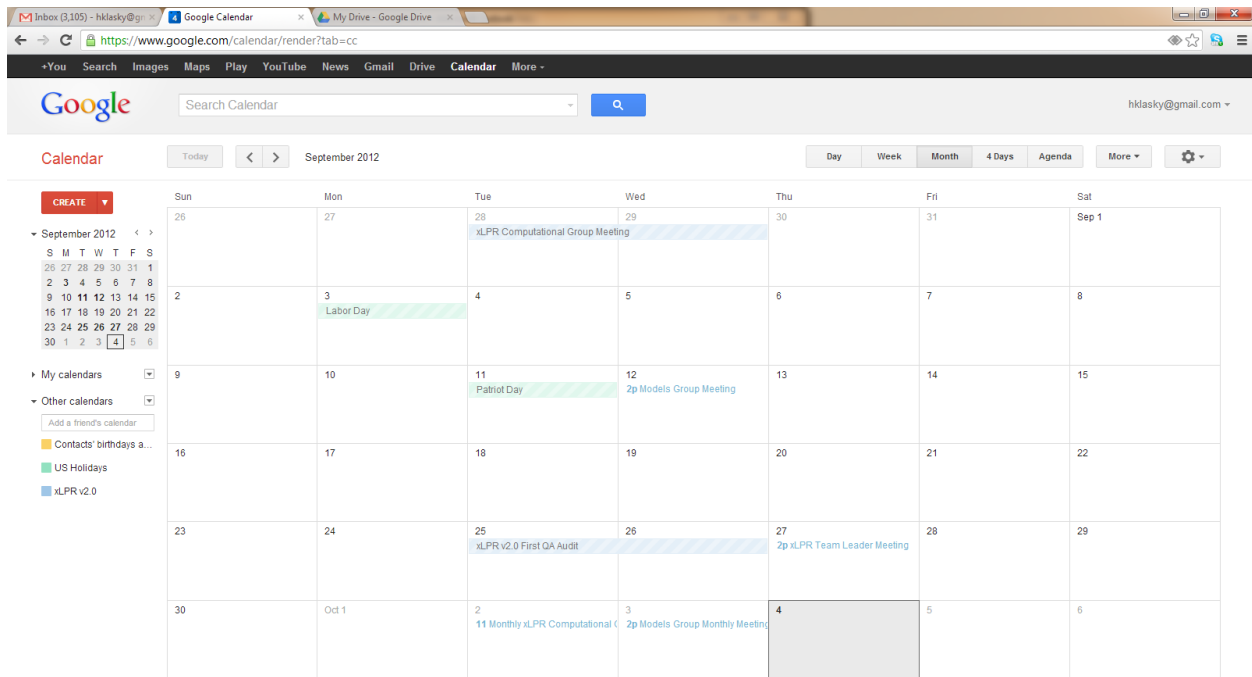 Inbox (3,105) - hklasky@gm
4 Google Calendar
My Drive - Google Drive
https://www.google.com/calendar/render?tab=cc
+You Search Images Maps Play YouTube News Gmail Drive Calendar More
Google
Search Calendar
hklasky@gmail.com
Calendar
Today
September 2012
Day Week Month 4 Days Agenda More
CREATE
September 2012
S M T W T F S
26 27 28 29 30 31 1
2 3 4 5 6 7 8
9 10 11 12 13 14 15
16 17 18 19 20 21 22
23 24 25 26 27 28 29
30 1 2 3 4 5 6
My calendars
Other calendars
Add a friend's calendar
Contacts' birthdays a...
US Holidays
xLPR v2.0
Sun Mon Tue Wed Thu Fri Sat
26 27 28 29 30 31 Sep 1
xLPR Computational Group Meeting
2 3 4 5 6 7 8
Labor Day
9 10 11 12 13 14 15
Patriot Day 2p Models Group Meeting
16 17 18 19 20 21 22
23 24 25 26 27 28 29
xLPR v2.0 First QA Audit 2p xLPR Team Leader Meeting
30 Oct 1 2 3 4 5 6
11 Monthly xLPR Computational 2p Models Group Monthly Meeting